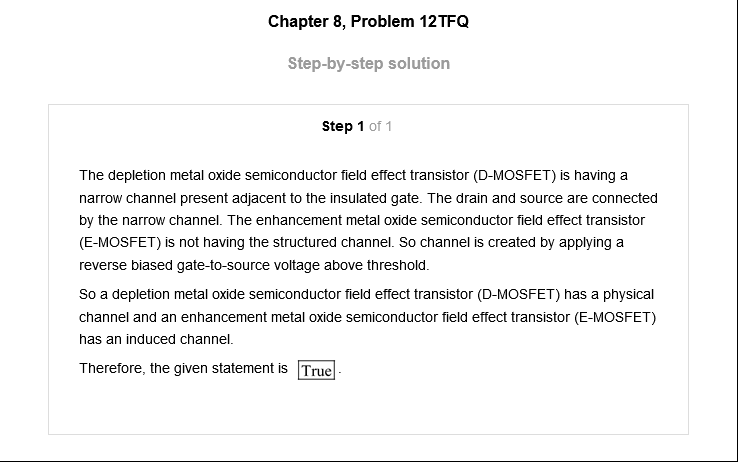 Chapter 8, Problem 12TFQ
Step-by-step solution
Step 1 of 1
The depletion metal oxide semiconductor field effect transistor (D-MOSFET) is having a
narrow channel present adjacent to the insulated gate. The drain and source are connected
by the narrow channel. The enhancement metal oxide semiconductor field effect transistor
(E-MOSFET) is not having the structured channel. So channel is created by applying a
reverse biased gate-to-source voltage above threshold.
So a depletion metal oxide semiconductor field effect transistor (D-MOSFET) has a physical
channel and an enhancement metal oxide semiconductor field effect transistor (E-MOSFET)
has an induced channel.
Therefore, the given statement is True.